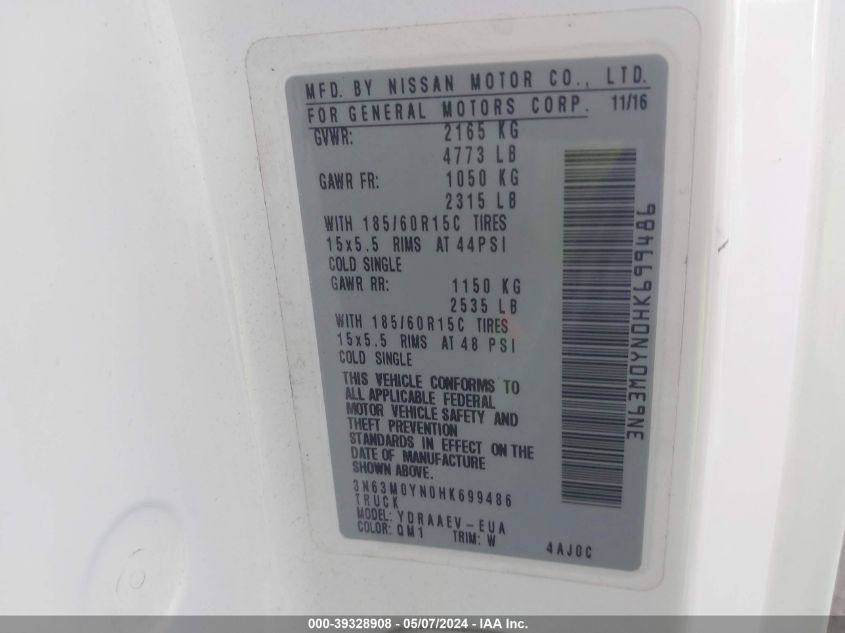 MFD. BY NISSAN MOTOR CO., LTD.
FOR GENERAL MOTORS CORP. 11/16
GVWR: 2165 KG
4773 LB
GAWR FR: 1050 KG
2315 LB
WITH 185/60R15C TIRES
15x5.5 RIMS AT 44PSI
COLD SINGLE
GAWR RR: 1150 KG
2535 LB
WITH 185/60R15C TIRES
15x5.5 RIMS AT 48 PSI
COLD SINGLE
THIS VEHICLE CONFORMS TO
ALL APPLICABLE FEDERAL
MOTOR VEHICLE SAFETY AND
THEFT PREVENTION
STANDARDS IN EFFECT ON THE
DATE OF MANUFACTURE
SHOWN ABOVE.
3N63M0YN0HK699486
TRUCK
MODEL: YDRAAEV-EUA
COLOR: QM1 TRIM: W 4AJ0C
3N63M0YN0HK699486
000-39328908 - 05/07/2024 - IAA Inc.